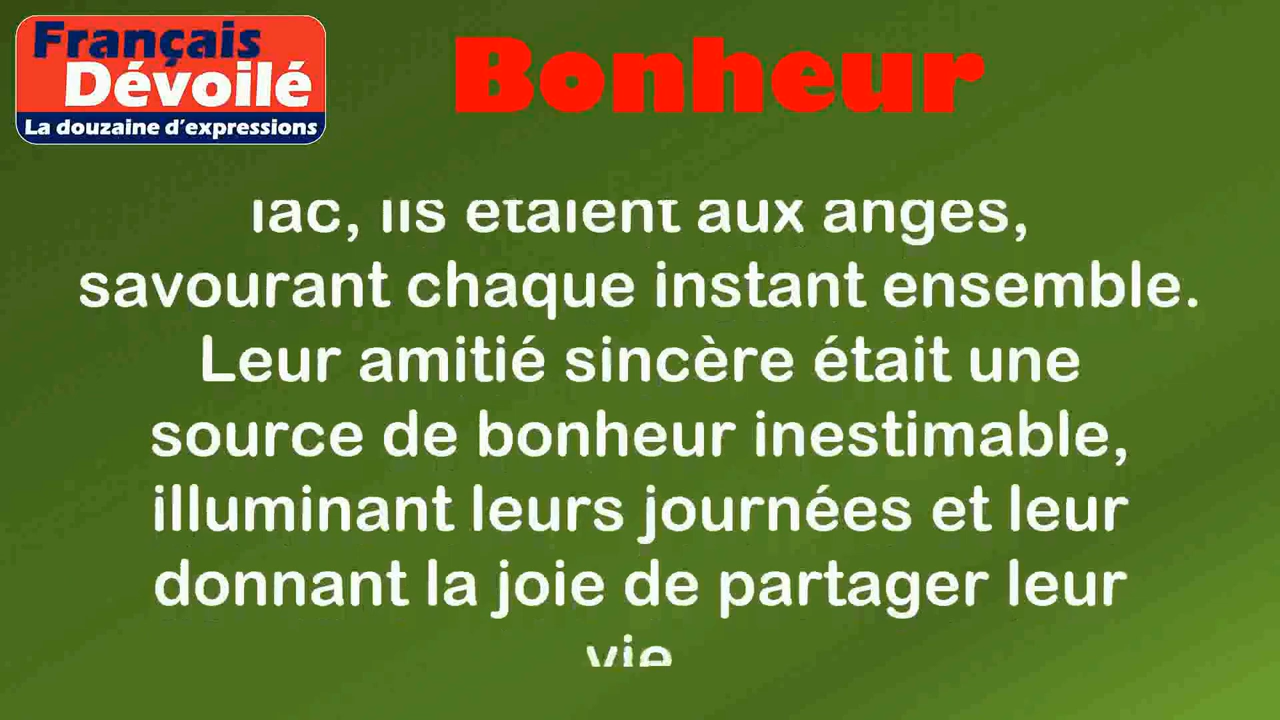 Français
Dévoilé
La douzaine d'expressions
Bonheur
lac, ils étaient aux anges,
savourant chaque instant ensemble.
Leur amitié sincère était une
source de bonheur inestimable,
illuminant leurs journées et leur
donnant la joie de partager leur
vie